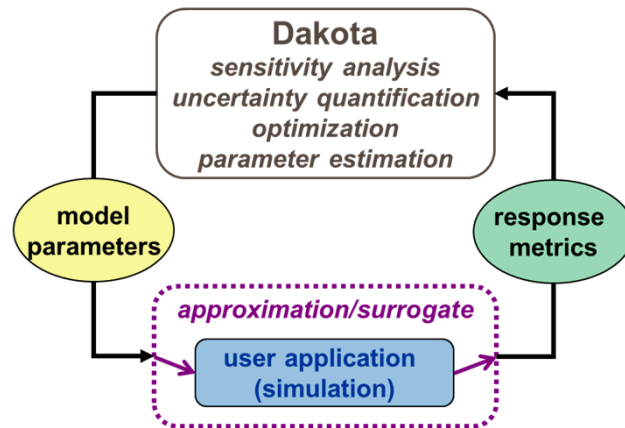 Dakota
sensitivity analysis
uncertainty quantification
optimization
parameter estimation
model
parameters
response
metrics
approximation/surrogate
user application
(simulation)